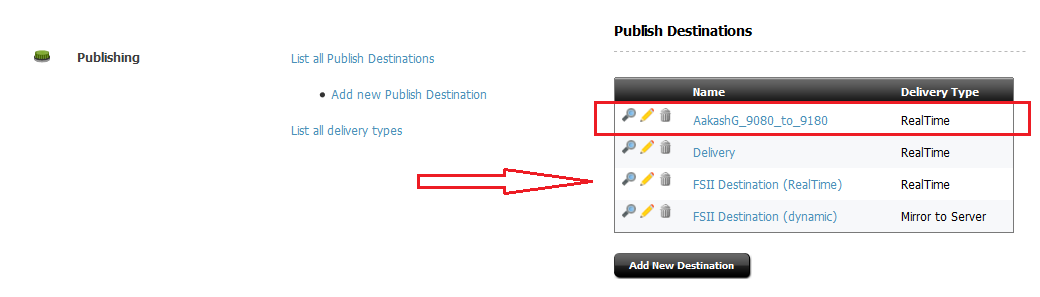 Publishing
List all Publish Destinations
Add new Publish Destination
List all delivery types
Publish Destinations
Name Delivery Type
AakashG_9080_to_9180 RealTime
Delivery RealTime
FSII Destination (RealTime) RealTime
FSII Destination (dynamic) Mirror to Server
Add New Destination